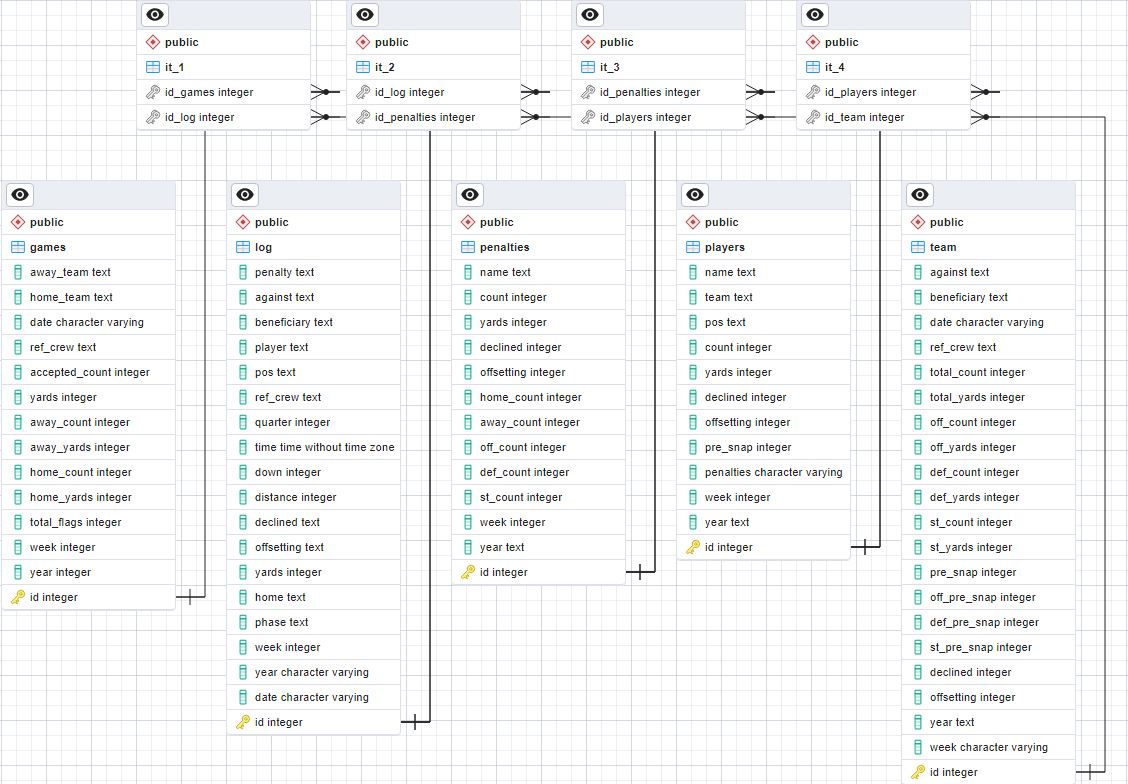 public
it_1
id_games integer
id_log integer
public
it_2
id_log integer
id_penalties integer
public
it_3
id_penalties integer
id_players integer
public
it_4
id_players integer
id_team integer
public
games
away_team text
home_team text
date character varying
ref_crew text
accepted_count integer
yards integer
away_count integer
away_yards integer
home_count integer
home_yards integer
total_flags integer
week integer
year integer
id integer
public
log
penalty text
against text
beneficiary text
player text
pos text
ref_crew text
quarter integer
time time without time zone
down integer
distance integer
declined text
offsetting text
yards integer
home text
phase text
week integer
year character varying
date character varying
id integer
public
penalties
name text
count integer
yards integer
declined integer
offsetting integer
home_count integer
away_count integer
off_count integer
def_count integer
st_count integer
week integer
year text
id integer
public
players
name text
team text
pos text
count integer
yards integer
declined integer
offsetting integer
pre_snap integer
penalties character varying
week integer
year text
id integer
public
team
against text
beneficiary text
date character varying
ref_crew text
total_count integer
total_yards integer
off_count integer
off_yards integer
def_count integer
def_yards integer
st_count integer
st_yards integer
pre_snap integer
off_pre_snap integer
def_pre_snap integer
st_pre_snap integer
declined integer
offsetting integer
year text
week character varying
id integer